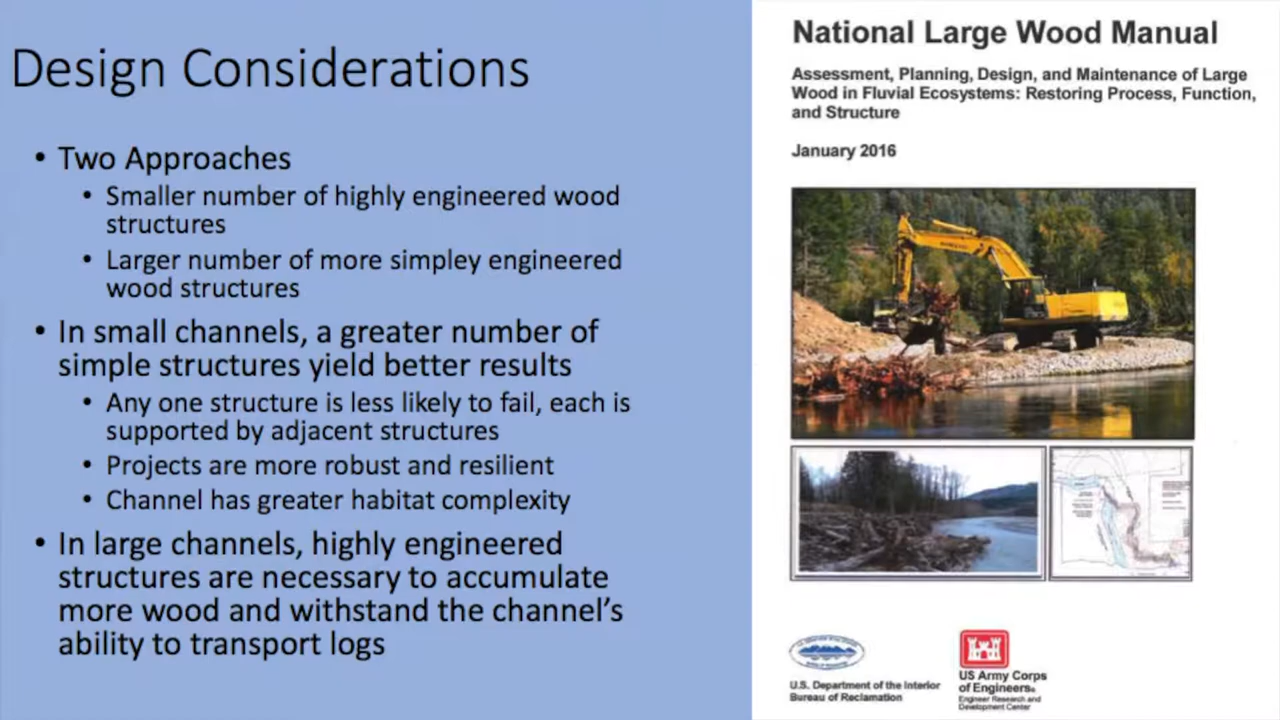 Design Considerations
• Two Approaches
• Smaller number of highly engineered wood
structures
• Larger number of more simpley engineered
wood structures
• In small channels, a greater number of
simple structures yield better results
• Any one structure is less likely to fail, each is
supported by adjacent structures
• Projects are more robust and resilient
• Channel has greater habitat complexity
• In large channels, highly engineered
structures are necessary to accumulate
more wood and withstand the channel's
ability to transport logs
National Large Wood Manual
Assessment, Planning, Design, and Maintenance of Large
Wood in Fluvial Ecosystems: Restoring Process, Function,
and Structure
January 2016
U.S. Department of the Interior
Bureau of Reclamation
US Army Corps
of Engineers®
Engineer Research and
Development Center